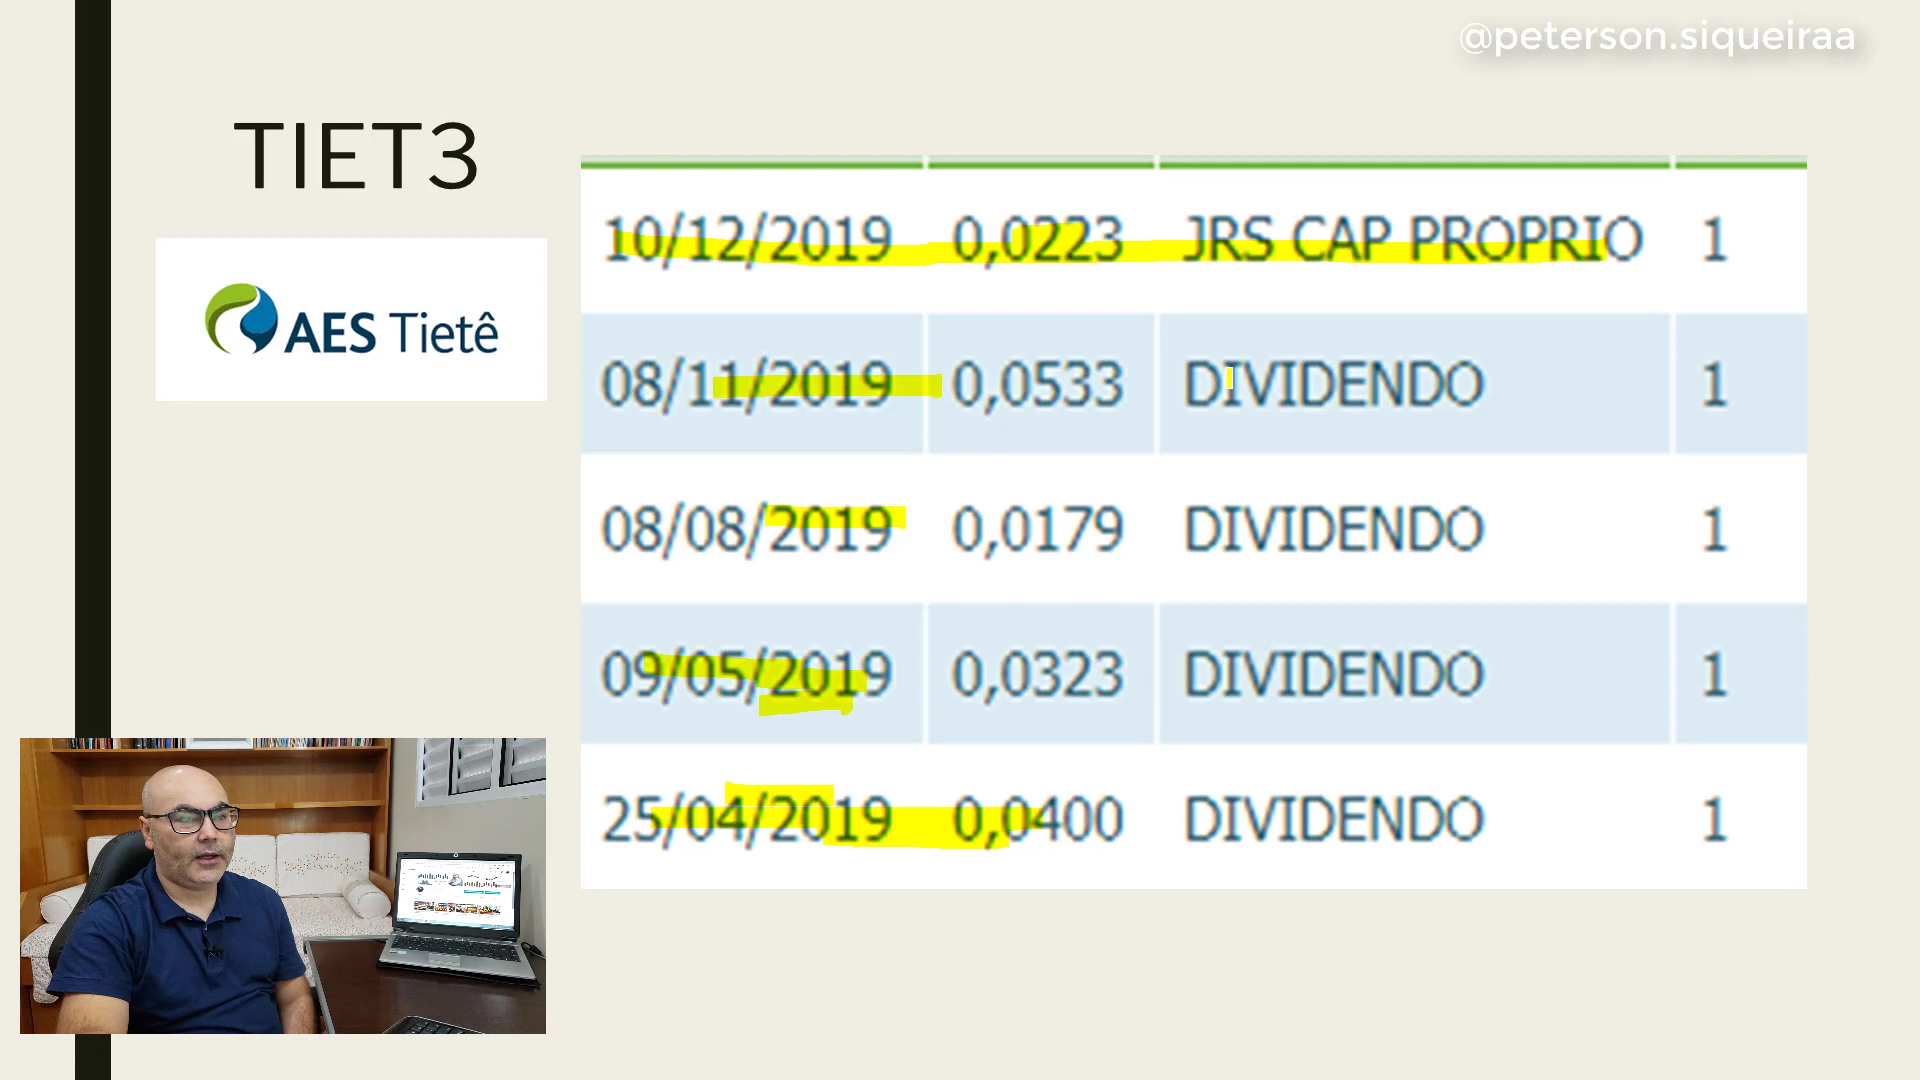 @peterson.siqueiraa
TIET3
AES Tietê
10/12/2019 0,0223 JRS CAP PROPRIO 1
08/11/2019 0,0533 DIVIDENDO 1
08/08/2019 0,0179 DIVIDENDO 1
09/05/2019 0,0323 DIVIDENDO 1
25/04/2019 0,0400 DIVIDENDO 1